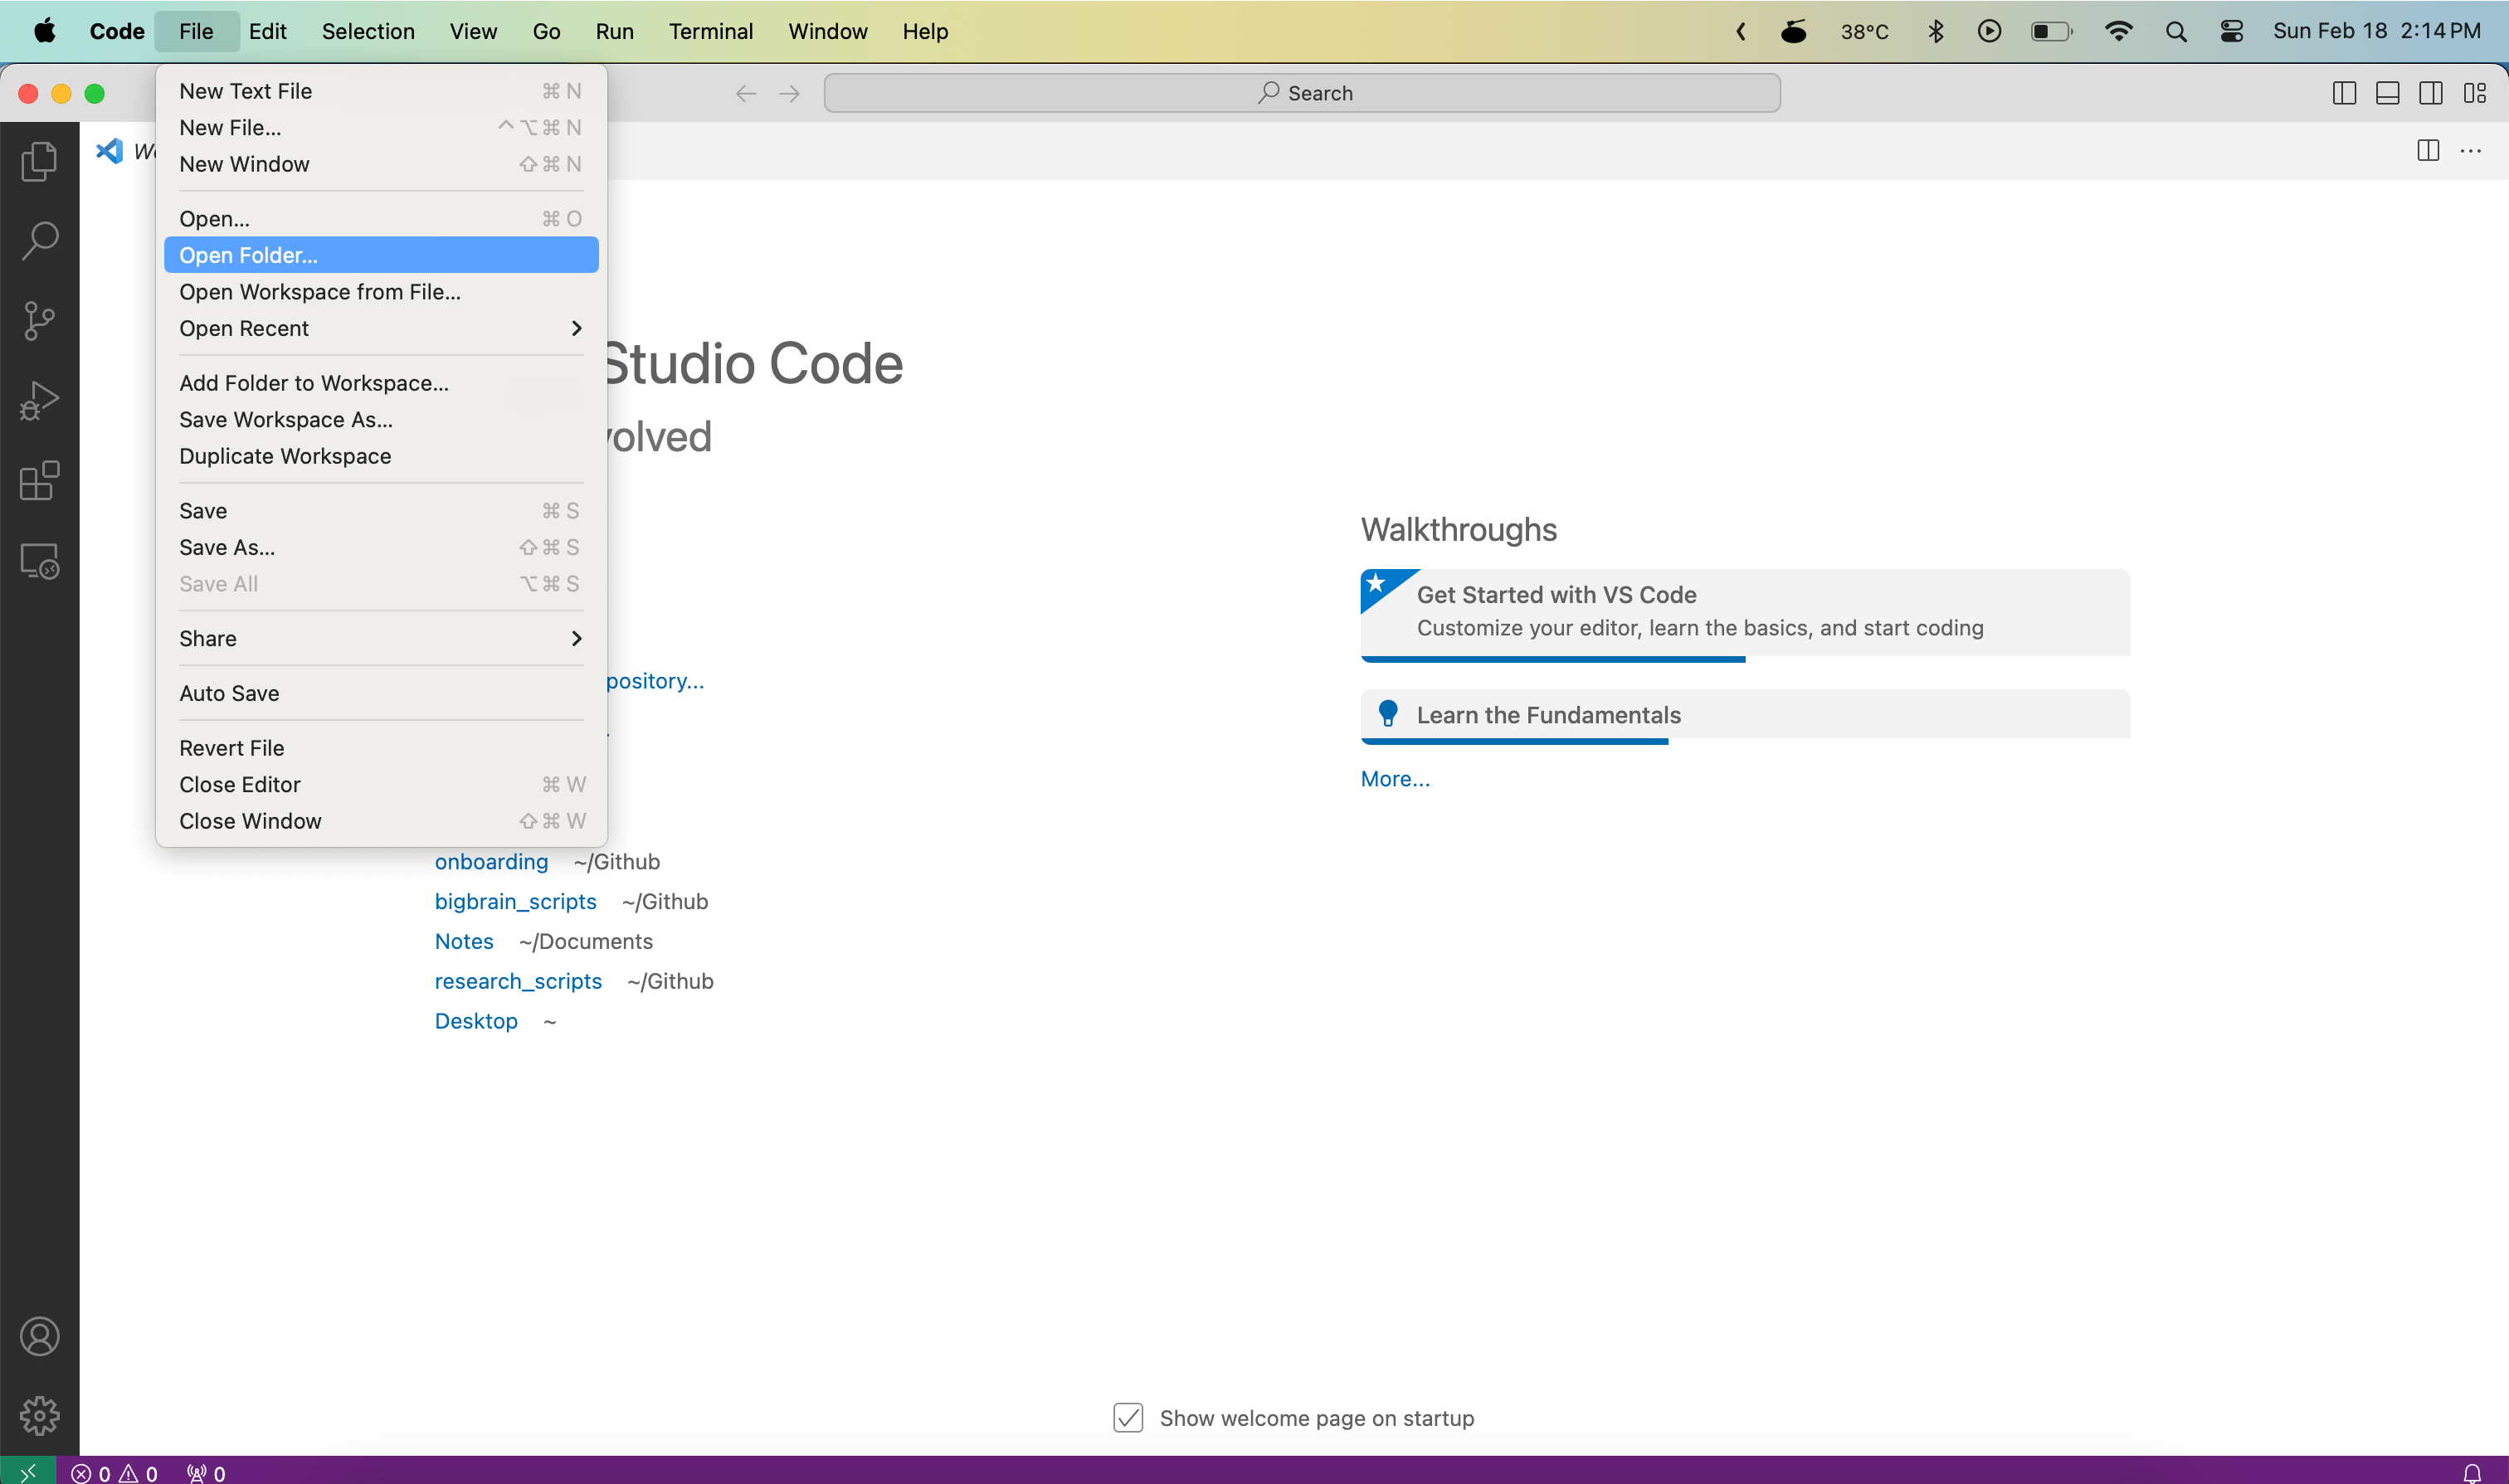 Code File Edit Selection View Go Run Terminal Window Help 38°C Sun Feb 18 2:14 PM
Search
New Text File ⌘ N
New File... ^⌥⌘ N
New Window ⇧⌘ N
Open... ⌘ O
Open Folder...
Open Workspace from File...
Open Recent
Add Folder to Workspace...
Save Workspace As...
Duplicate Workspace
Save ⌘ S
Save As... ⇧⌘ S
Save All ⌥⌘ S
Share
Auto Save
Revert File
Close Editor ⌘ W
Close Window ⇧⌘ W
Studio Code
volved
pository...
onboarding ~/Github
bigbrain_scripts ~/Github
Notes ~/Documents
research_scripts ~/Github
Desktop ~
Walkthroughs
Get Started with VS Code
Customize your editor, learn the basics, and start coding
Learn the Fundamentals
More...
Show welcome page on startup
0 0 0